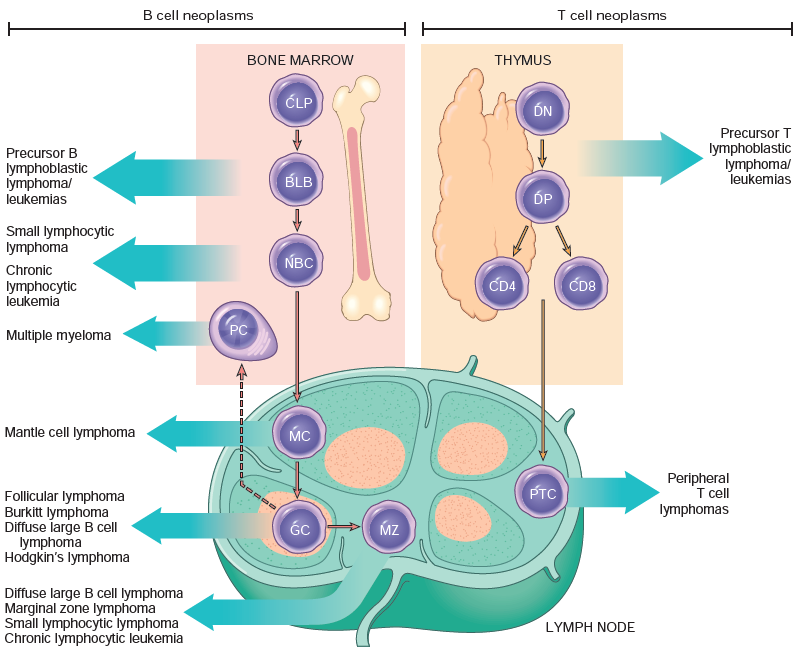 B cell neoplasms
T cell neoplasms
BONE MARROW
THYMUS
CLP
DN
Precursor B
lymphoblastic
lymphoma/
leukemias
Precursor T
lymphoblastic
lymphoma/
leukemias
BLB
DP
Small lymphocytic
lymphoma
Chronic
lymphocytic
leukemia
NBC
CD4
CD8
Multiple myeloma
PC
Mantle cell lymphoma
MC
Follicular lymphoma
Burkitt lymphoma
Diffuse large B cell
lymphoma
Hodgkin's lymphoma
GC
MZ
PTC
Peripheral
T cell
lymphomas
Diffuse large B cell lymphoma
Marginal zone lymphoma
Small lymphocytic lymphoma
Chronic lymphocytic leukemia
LYMPH NODE